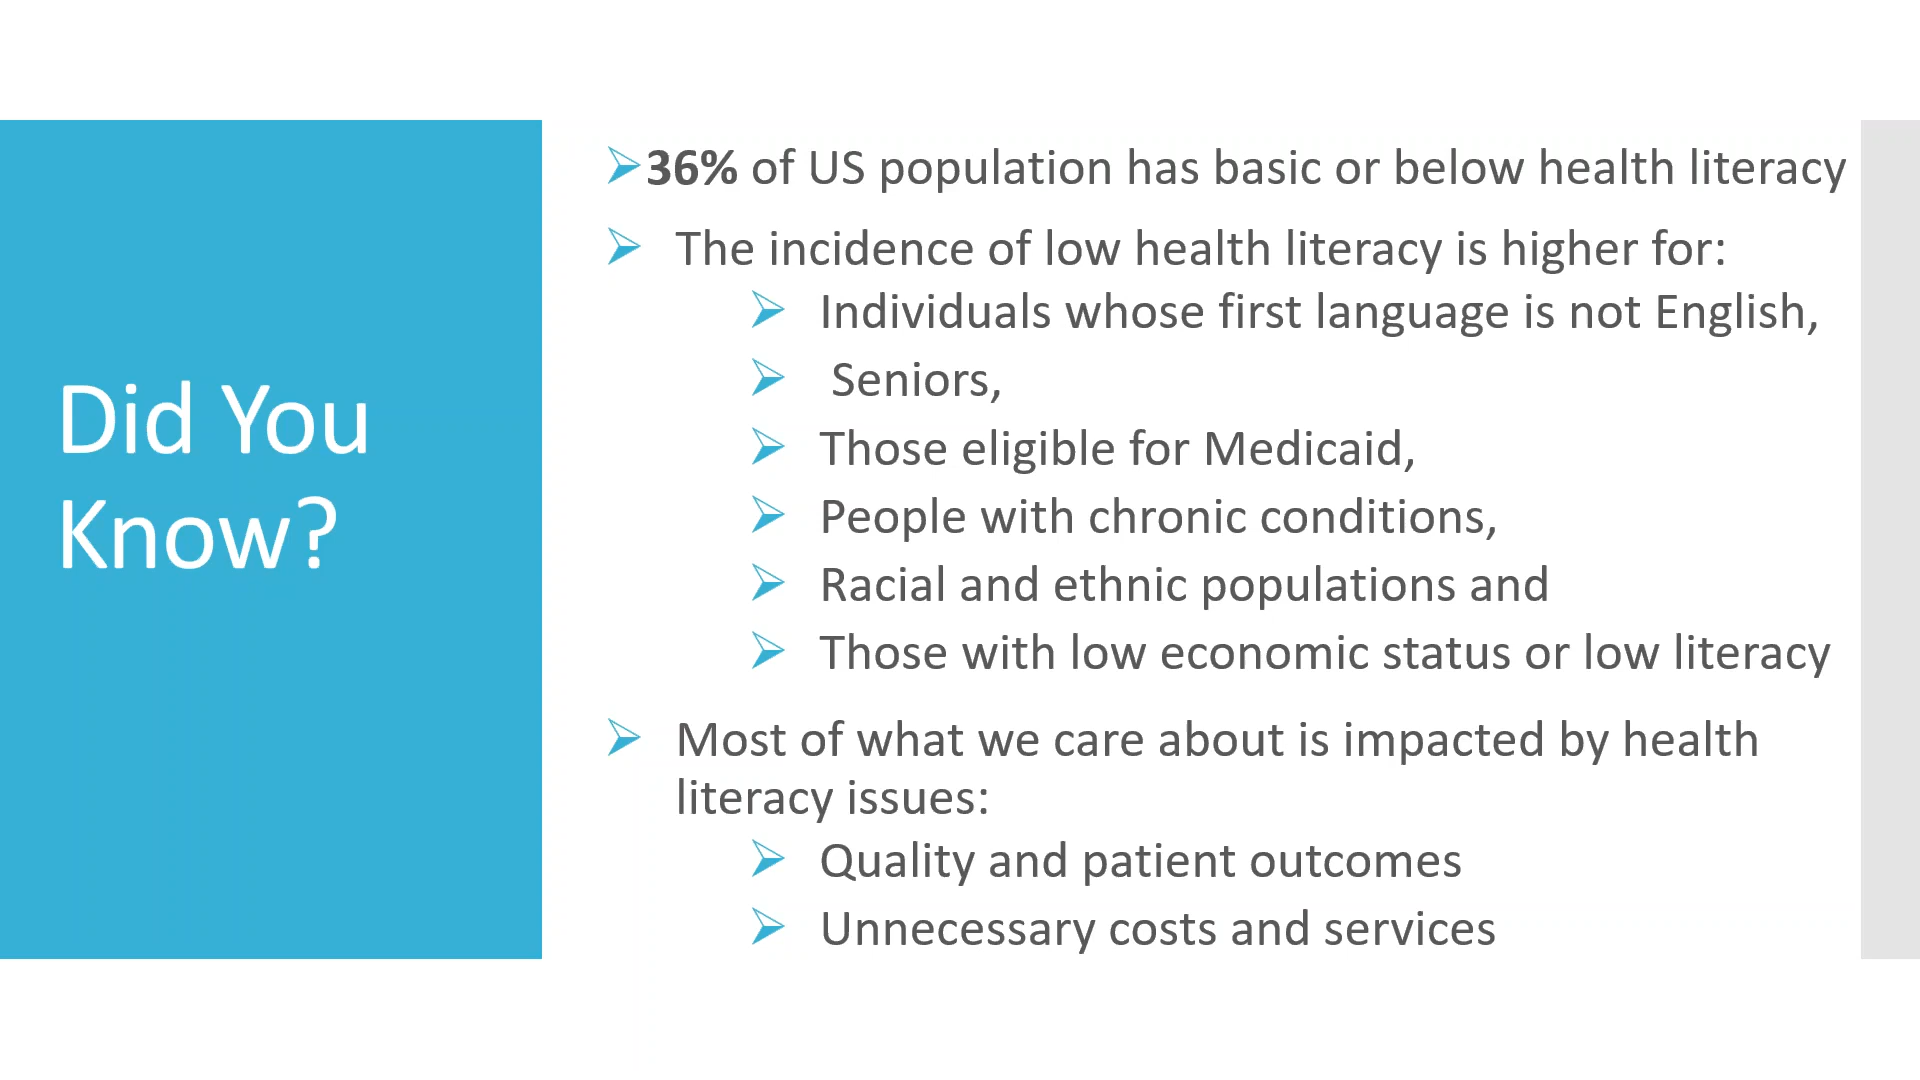 Did You
Know?
36% of US population has basic or below health literacy
The incidence of low health literacy is higher for:
Individuals whose first language is not English,
Seniors,
Those eligible for Medicaid,
People with chronic conditions,
Racial and ethnic populations and
Those with low economic status or low literacy
Most of what we care about is impacted by health
literacy issues:
Quality and patient outcomes
Unnecessary costs and services